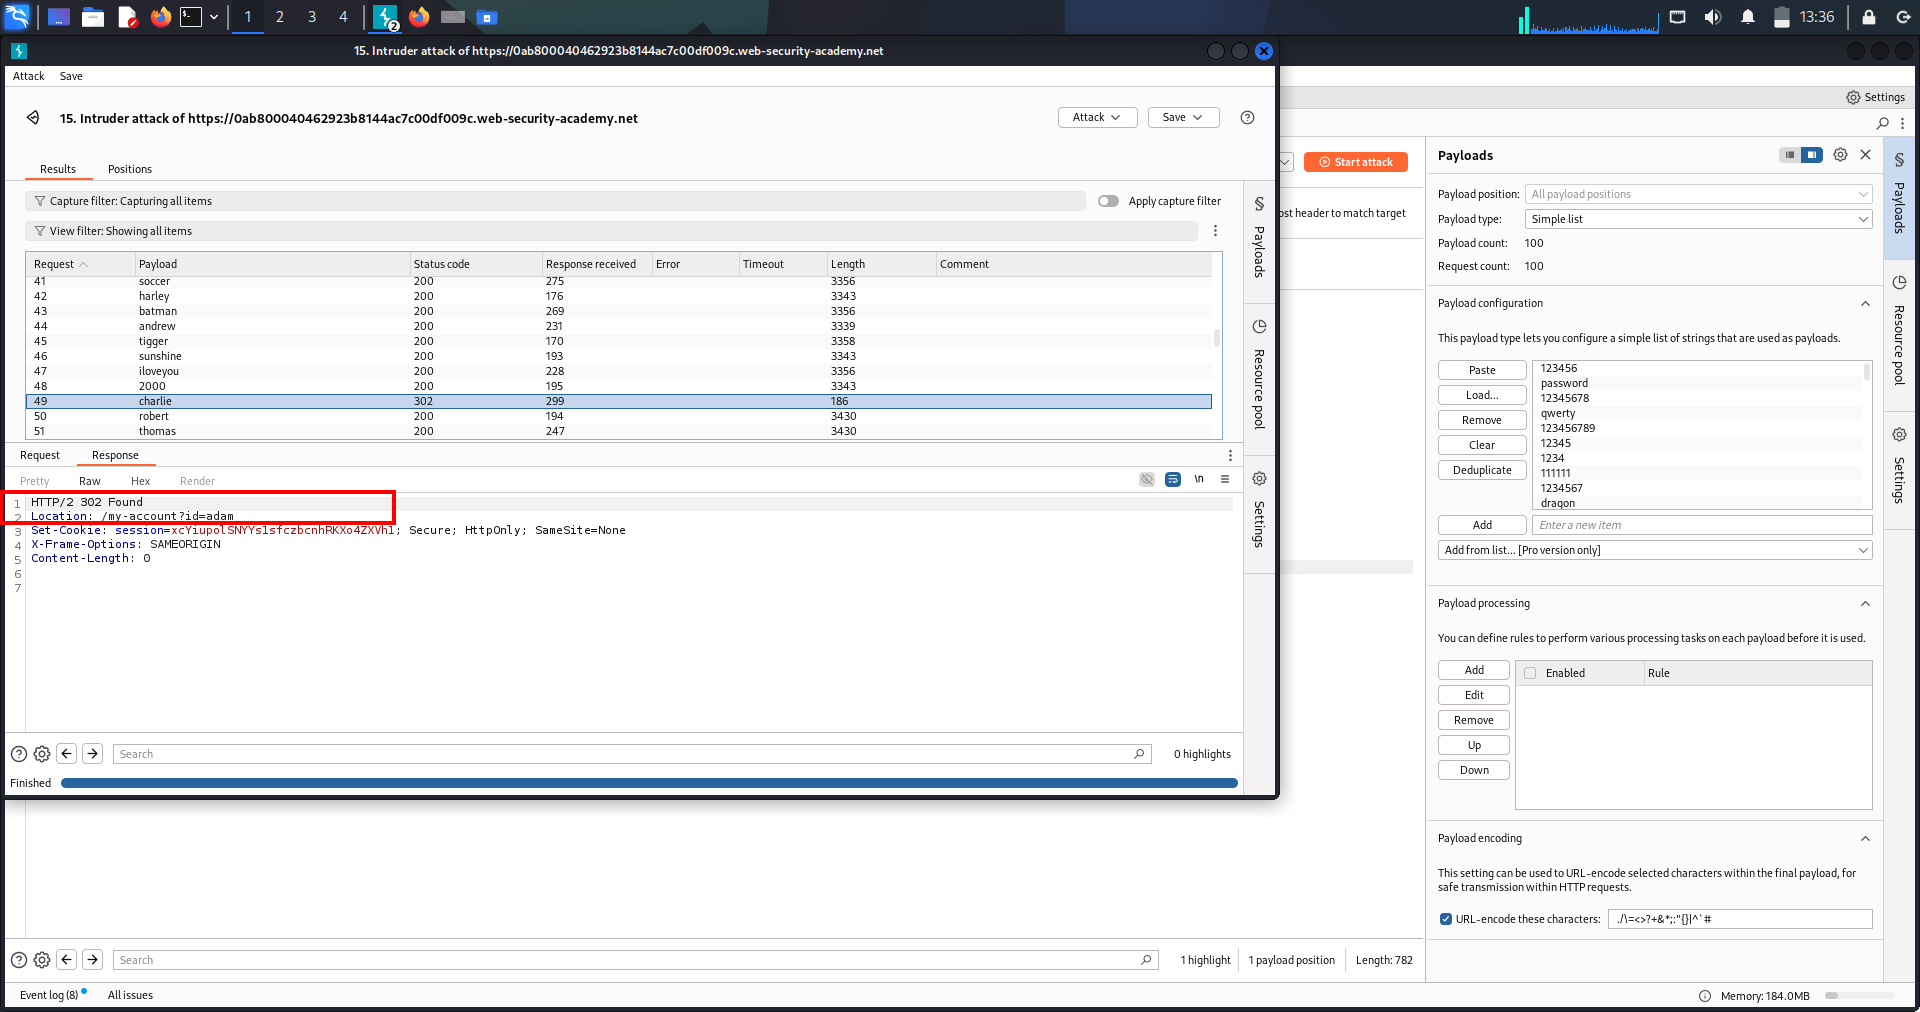 1 2 3 4 2 13:36
15. Intruder attack of https://0ab800040462923b8144ac7c00df009c.web-security-academy.net
Attack Save
15. Intruder attack of https://0ab800040462923b8144ac7c00df009c.web-security-academy.net
Attack Save
Results Positions
Capture filter: Capturing all items Apply capture filter
View filter: Showing all items
Request Payload Status code Response received Error Timeout Length Comment
41 soccer 200 275 3356
42 harley 200 176 3343
43 batman 200 269 3356
44 andrew 200 231 3339
45 tigger 200 170 3358
46 sunshine 200 193 3343
47 iloveyou 200 228 3356
48 2000 200 195 3343
49 charlie 302 299 186
50 robert 200 194 3430
51 thomas 200 247 3430
Request Response
Pretty Raw Hex Render \n
1 HTTP/2 302 Found
2 Location: /my-account?id=adam
3 Set-Cookie: session=xcYiupolSNYYslsfczbcnhRKXo4ZXVhl; Secure; HttpOnly; SameSite=None
4 X-Frame-Options: SAMEORIGIN
5 Content-Length: 0
6
7
Search 0 highlights
Finished
Payloads
Resource pool
Settings
Settings
Start attack
ost header to match target
Payloads
Payload position: All payload positions
Payload type: Simple list
Payload count: 100
Request count: 100
Payload configuration
This payload type lets you configure a simple list of strings that are used as payloads.
Paste
Load...
Remove
Clear
Deduplicate
123456
password
12345678
qwerty
123456789
12345
1234
111111
1234567
dragon
Add Enter a new item
Add from list... [Pro version only]
Payload processing
You can define rules to perform various processing tasks on each payload before it is used.
Add
Edit
Remove
Up
Down
Enabled Rule
Payload encoding
This setting can be used to URL-encode selected characters within the final payload, for
safe transmission within HTTP requests.
URL-encode these characters: ./\=<>?+&*;:"{}|^`#
Payloads
Resource pool
Settings
Search 1 highlight 1 payload position Length: 782
Event log (8) All issues Memory: 184.0MB